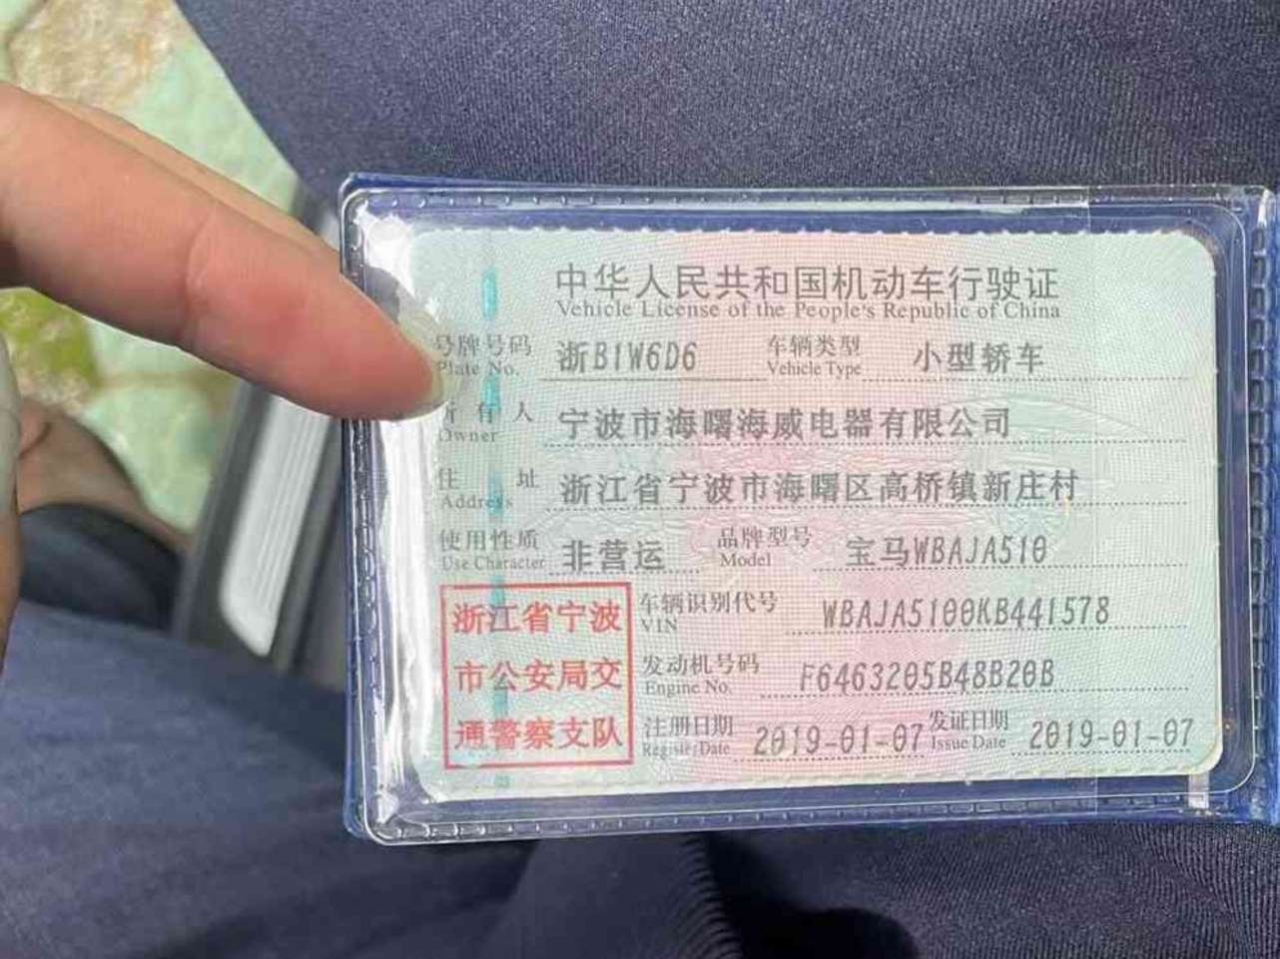 中华人民共和国机动车行驶证
Vehicle License of the People's Republic of China
号牌号码 浙B1W6D6 车辆类型 小型轿车
Plate No. Vehicle Type
所有人 宁波市海曙海威电器有限公司
Owner
住址 浙江省宁波市海曙区高桥镇新庄村
Address
使用性质 非营运 品牌型号 宝马WBAJA510
Use Character Model
浙江省宁波
市公安局交
通警察支队
车辆识别代号 WBAJA5100KB441578
VIN
发动机号码 F6463205B48B20B
Engine No.
注册日期 2019-01-07 发证日期 2019-01-07
Register Date Issue Date